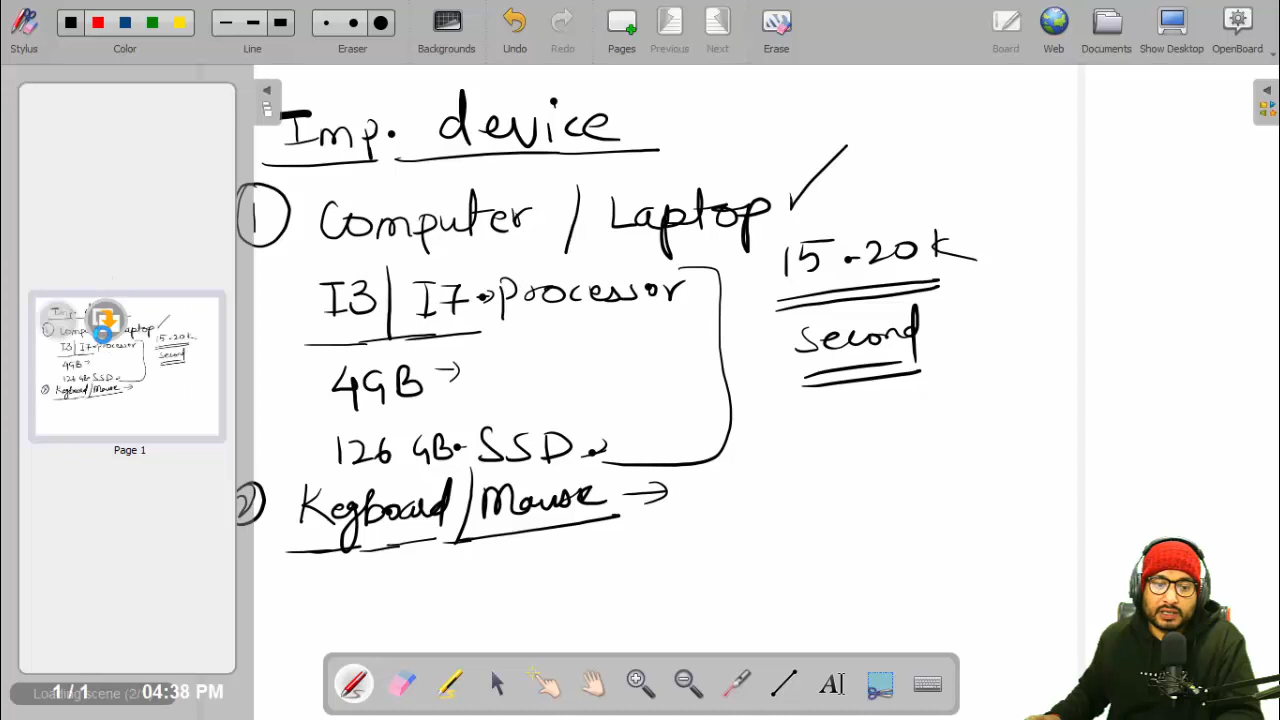 Stylus
Color
Line
Eraser
Backgrounds
Undo
Redo
Pages
Previous
Next
Erase
Board
Web
Documents
Show Desktop
OpenBoard
Imp. device
1 Computer / Laptop ✓
15-20K
I3 | I7 processor
second
4GB →
126 GB. SSD
2 Keyboard / Mouse →
Page 1
1 / 1
04:38 PM